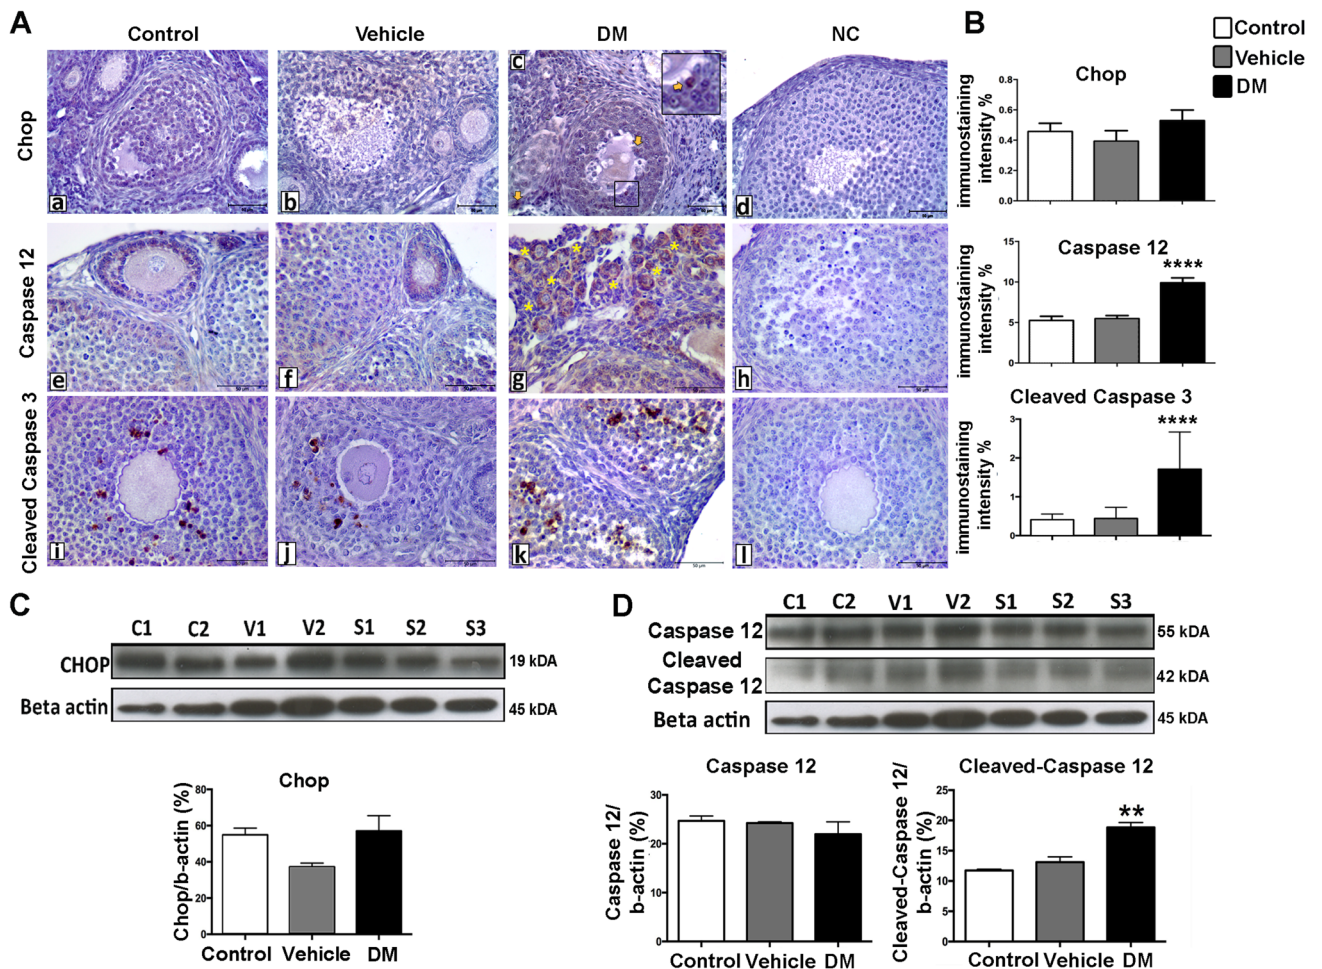 A
Control
Vehicle
DM
NC
Chop
Caspase 12
Cleaved Caspase 3
a
b
c
d
e
f
g
h
i
j
k
l
50 µm
B
Control
Vehicle
DM
Chop
immunostaining
intensity %
0.8
0.6
0.4
0.2
0.0
Caspase 12
immunostaining
intensity %
15
10
5
0
****
Cleaved Caspase 3
immunostaining
intensity %
3
2
1
0
****
C
C1 C2 V1 V2 S1 S2 S3
CHOP
19 kDA
Beta actin
45 kDA
Chop
Chop/b-actin (%)
80
60
40
20
0
Control Vehicle DM
D
C1 C2 V1 V2 S1 S2 S3
Caspase 12
55 kDA
Cleaved
Caspase 12
42 kDA
Beta actin
45 kDA
Caspase 12
Caspase 12/
b-actin (%)
30
20
10
0
Control Vehicle DM
Cleaved-Caspase 12
Cleaved-Caspase 12/
b-actin (%)
25
20
15
10
5
0
**
Control Vehicle DM